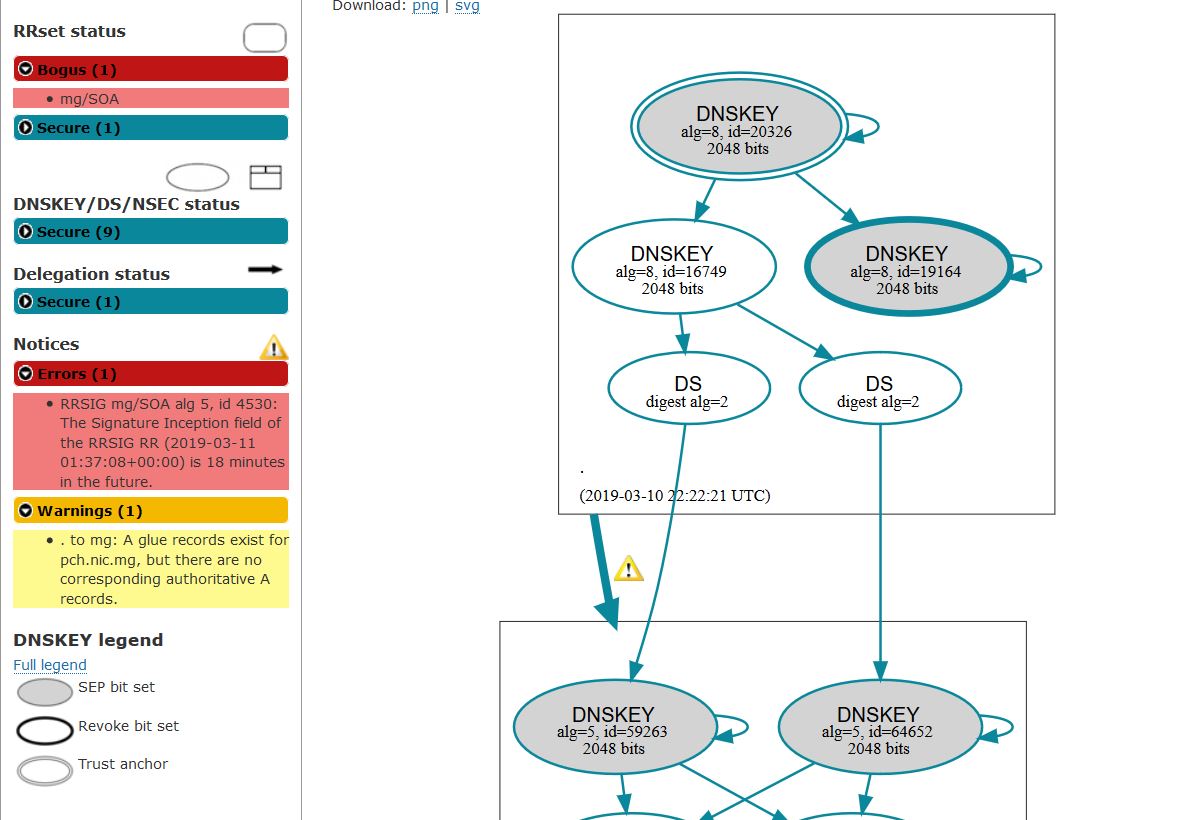 RRset status
Bogus (1)
mg/SOA
Secure (1)
DNSKEY/DS/NSEC status
Secure (9)
Delegation status
Secure (1)
Notices
Errors (1)
RRSIG mg/SOA alg 5, id 4530:
The Signature Inception field of
the RRSIG RR (2019-03-11
01:37:08+00:00) is 18 minutes
in the future.
Warnings (1)
. to mg: A glue records exist for
pch.nic.mg, but there are no
corresponding authoritative A
records.
DNSKEY legend
Full legend
SEP bit set
Revoke bit set
Trust anchor
Download: png | svg
DNSKEY
alg=8, id=20326
2048 bits
DNSKEY
alg=8, id=16749
2048 bits
DNSKEY
alg=8, id=19164
2048 bits
DS
digest alg=2
DS
digest alg=2
.
(2019-03-10 22:22:21 UTC)
DNSKEY
alg=5, id=59263
2048 bits
DNSKEY
alg=5, id=64652
2048 bits